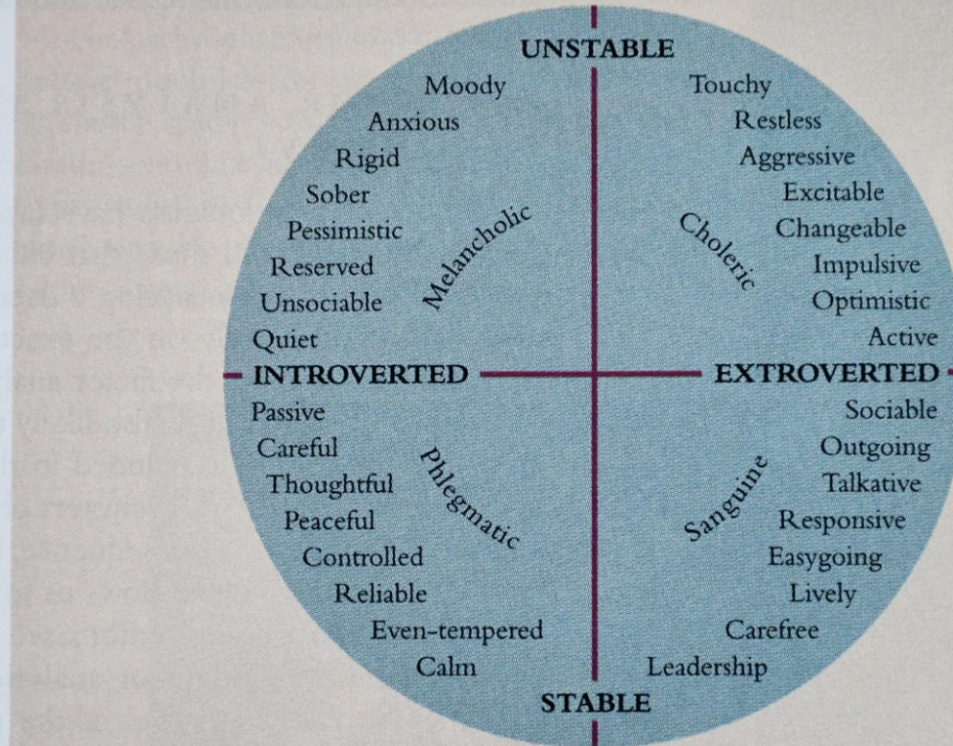 UNSTABLE
Moody
Anxious
Rigid
Sober
Pessimistic
Reserved
Unsociable
Quiet
Melancholic
Touchy
Restless
Aggressive
Excitable
Changeable
Impulsive
Optimistic
Active
Choleric
INTROVERTED
EXTROVERTED
Passive
Careful
Thoughtful
Peaceful
Controlled
Reliable
Even-tempered
Calm
Phlegmatic
Sociable
Outgoing
Talkative
Responsive
Easygoing
Lively
Carefree
Leadership
Sanguine
STABLE